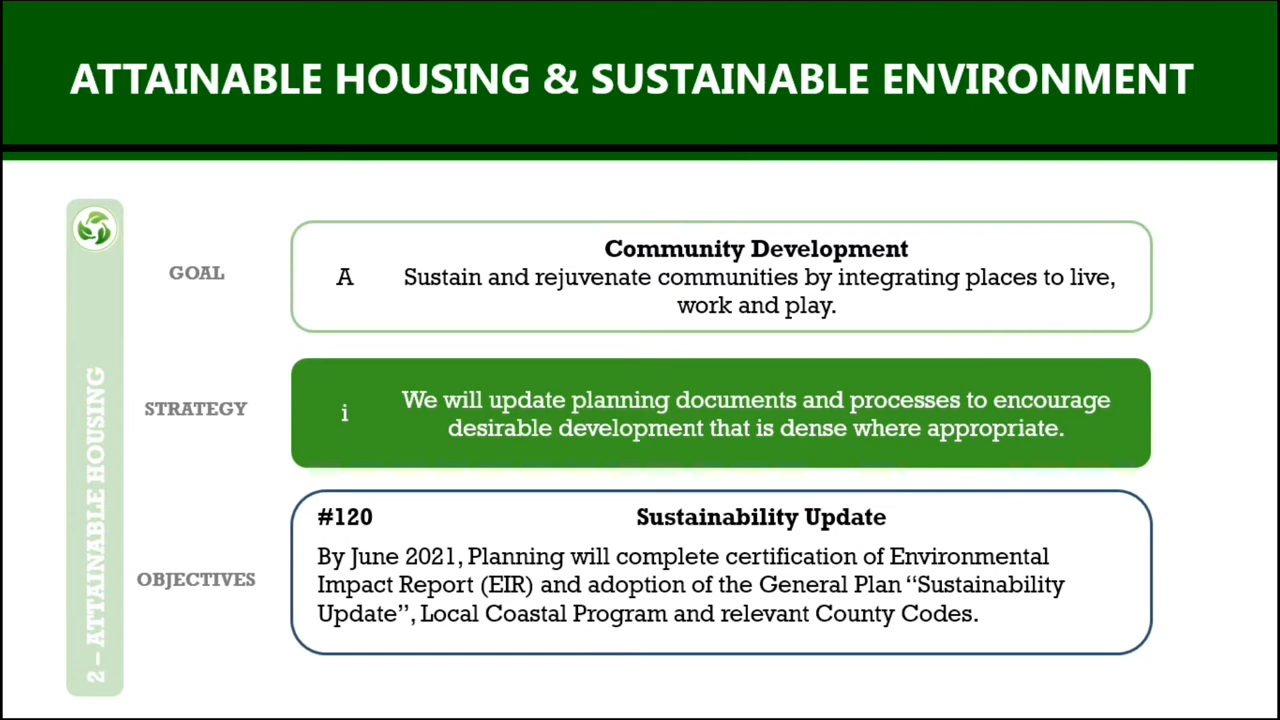 ATTAINABLE HOUSING & SUSTAINABLE ENVIRONMENT
2 – ATTAINABLE HOUSING
GOAL
A
Community Development
Sustain and rejuvenate communities by integrating places to live,
work and play.
STRATEGY
i
We will update planning documents and processes to encourage
desirable development that is dense where appropriate.
OBJECTIVES
#120 Sustainability Update
By June 2021, Planning will complete certification of Environmental
Impact Report (EIR) and adoption of the General Plan “Sustainability
Update”, Local Coastal Program and relevant County Codes.